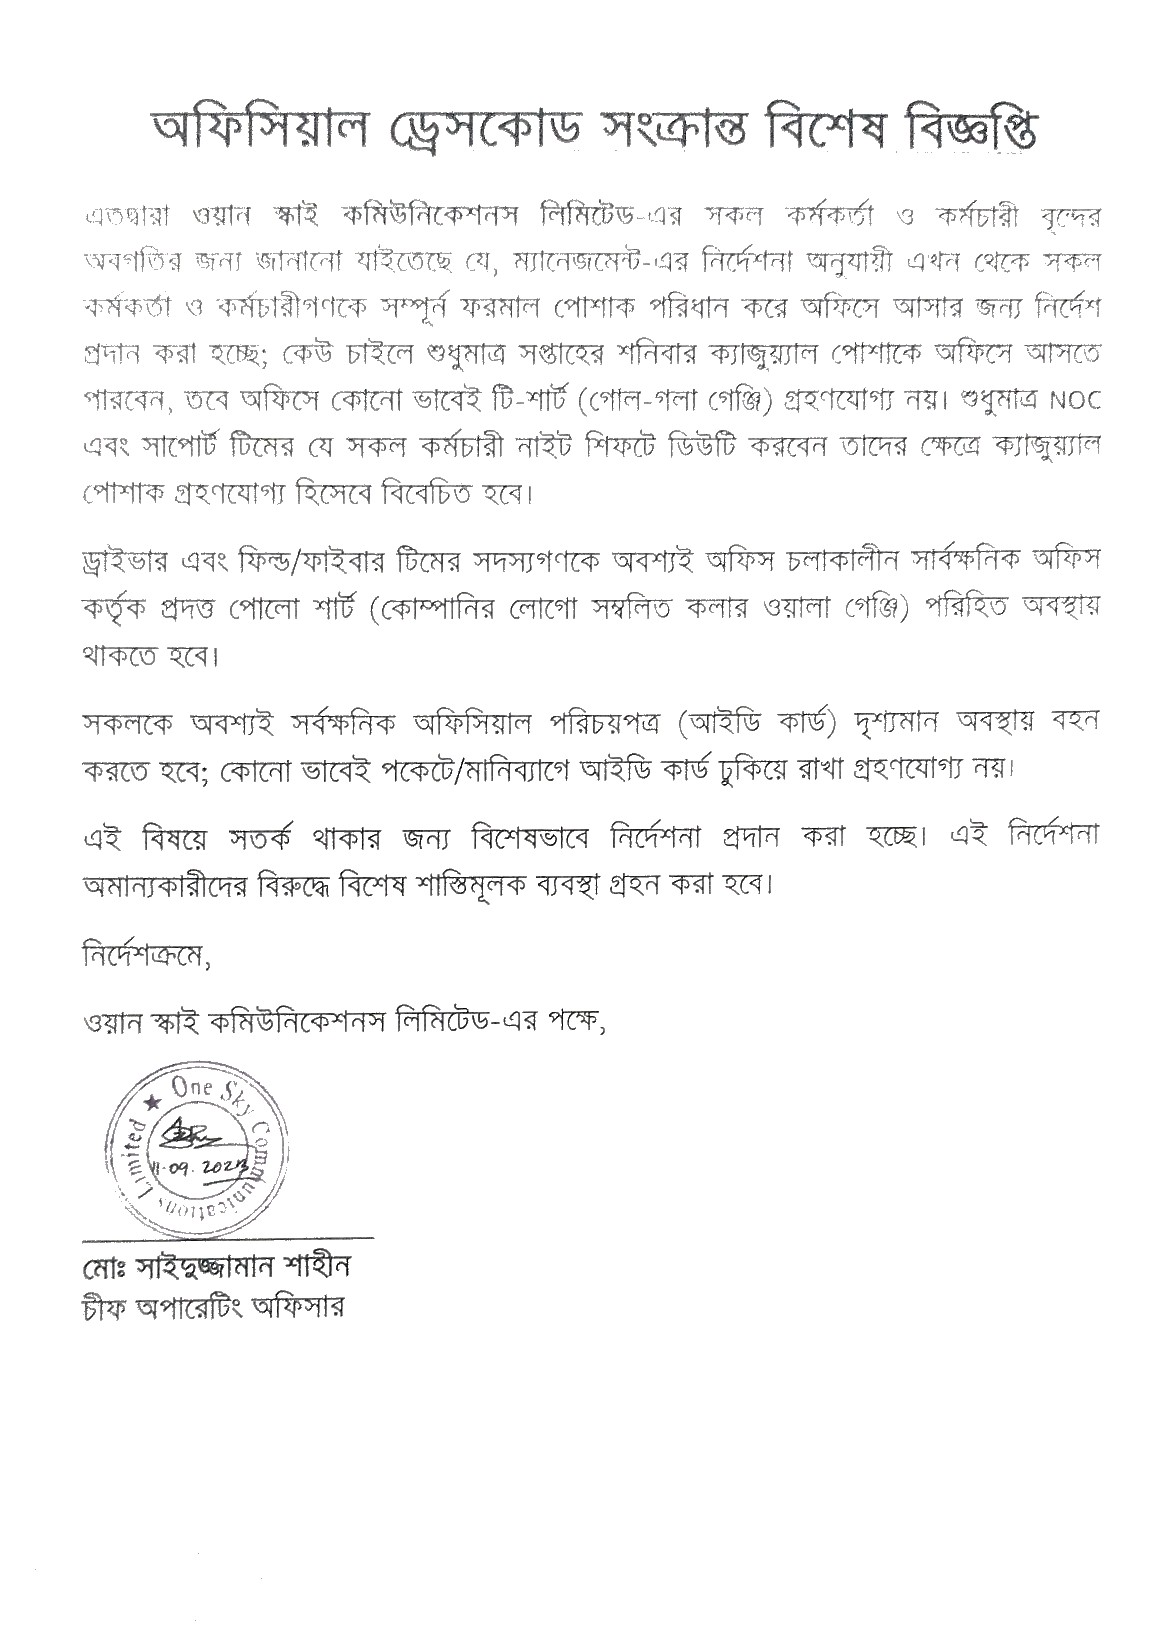 অফিসিয়াল ড্রেসকোড সংক্রান্ত বিশেষ বিজ্ঞপ্তি
এতদ্বারা ওয়ান স্কাই কমিউনিকেশনস লিমিটেড-এর সকল কর্মকর্তা ও কর্মচারী বৃন্দের
অবগতির জন্য জানানো যাইতেছে যে, ম্যানেজমেন্ট-এর নির্দেশনা অনুযায়ী এখন থেকে সকল
কর্মকর্তা ও কর্মচারীগণকে সম্পূর্ন ফরমাল পোশাক পরিধান করে অফিসে আসার জন্য নির্দেশ
প্রদান করা হচ্ছে; কেউ চাইলে শুধুমাত্র সপ্তাহের শনিবার ক্যাজুয়্যাল পোশাকে অফিসে আসতে
পারবেন, তবে অফিসে কোনো ভাবেই টি-শার্ট (গোল-গলা গেঞ্জি) গ্রহণযোগ্য নয়। শুধুমাত্র NOC
এবং সাপোর্ট টিমের যে সকল কর্মচারী নাইট শিফটে ডিউটি করবেন তাদের ক্ষেত্রে ক্যাজুয়্যাল
পোশাক গ্রহণযোগ্য হিসেবে বিবেচিত হবে।
ড্রাইভার এবং ফিল্ড/ফাইবার টিমের সদস্যগণকে অবশ্যই অফিস চলাকালীন সার্বক্ষনিক অফিস
কর্তৃক প্রদত্ত পোলো শার্ট (কোম্পানির লোগো সম্বলিত কলার ওয়ালা গেঞ্জি) পরিহিত অবস্থায়
থাকতে হবে।
সকলকে অবশ্যই সর্বক্ষনিক অফিসিয়াল পরিচয়পত্র (আইডি কার্ড) দৃশ্যমান অবস্থায় বহন
করতে হবে; কোনো ভাবেই পকেটে/মানিব্যাগে আইডি কার্ড ঢুকিয়ে রাখা গ্রহণযোগ্য নয়।
এই বিষয়ে সতর্ক থাকার জন্য বিশেষভাবে নির্দেশনা প্রদান করা হচ্ছে। এই নির্দেশনা
অমান্যকারীদের বিরুদ্ধে বিশেষ শাস্তিমূলক ব্যবস্থা গ্রহন করা হবে।
নির্দেশক্রমে,
ওয়ান স্কাই কমিউনিকেশনস লিমিটেড-এর পক্ষে,
★ One Sky Communications Limited
মোঃ সাইদুজ্জামান শাহীন
চীফ অপারেটিং অফিসার